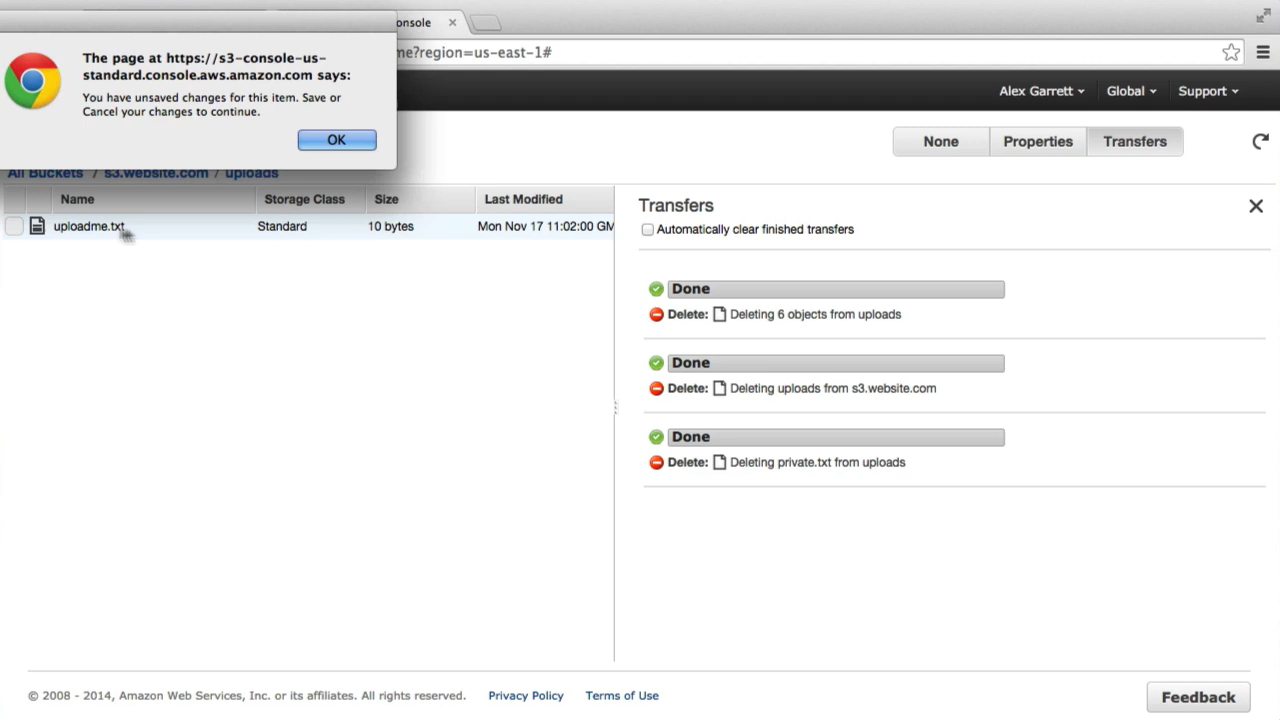 onsole
The page at https://s3-console-us-
standard.console.aws.amazon.com says:
You have unsaved changes for this item. Save or
Cancel your changes to continue.
OK
me?region=us-east-1#
Alex Garrett
Global
Support
None
Properties
Transfers
All Buckets / s3.website.com / uploads
Name
Storage Class
Size
Last Modified
uploadme.txt
Standard
10 bytes
Mon Nov 17 11:02:00 GM
Transfers
Automatically clear finished transfers
Done
Delete: Deleting 6 objects from uploads
Done
Delete: Deleting uploads from s3.website.com
Done
Delete: Deleting private.txt from uploads
© 2008 - 2014, Amazon Web Services, Inc. or its affiliates. All rights reserved.
Privacy Policy
Terms of Use
Feedback